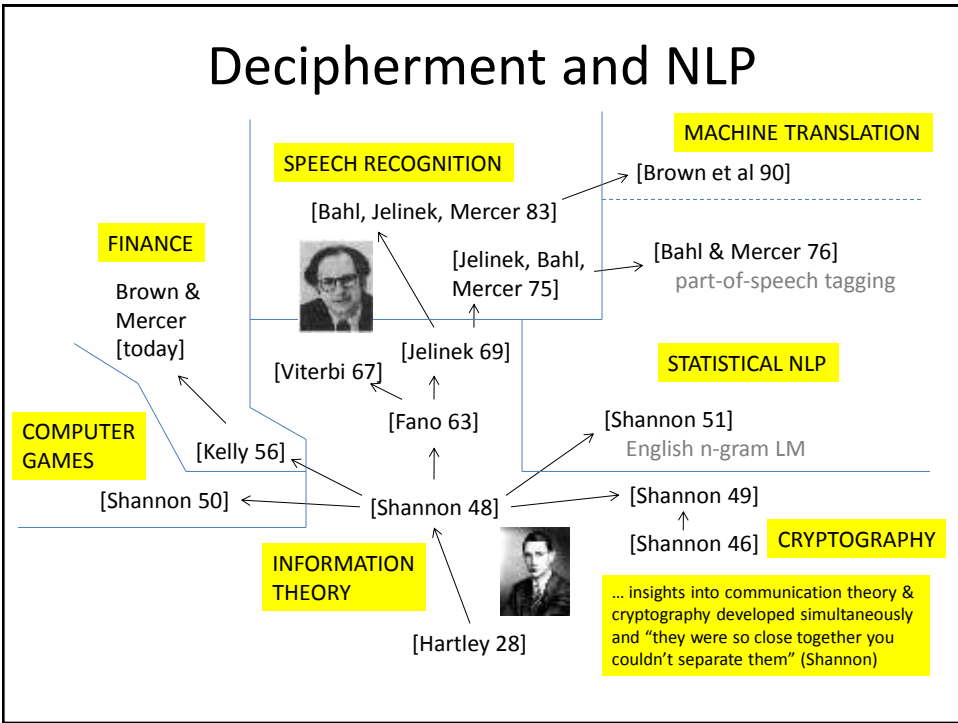 Decipherment and NLP
MACHINE TRANSLATION
SPEECH RECOGNITION
[Brown et al 90]
[Bahl, Jelinek, Mercer 83]
FINANCE
[Jelinek, Bahl,
Mercer 75]
[Bahl & Mercer 76]
part-of-speech tagging
Brown &
Mercer
[today]
[Jelinek 69]
[Viterbi 67]
STATISTICAL NLP
[Fano 63]
[Shannon 51]
English n-gram LM
COMPUTER
GAMES
[Kelly 56]
[Shannon 50]
[Shannon 48]
[Shannon 49]
[Shannon 46]
CRYPTOGRAPHY
INFORMATION
THEORY
... insights into communication theory &
cryptography developed simultaneously
and “they were so close together you
couldn’t separate them” (Shannon)
[Hartley 28]